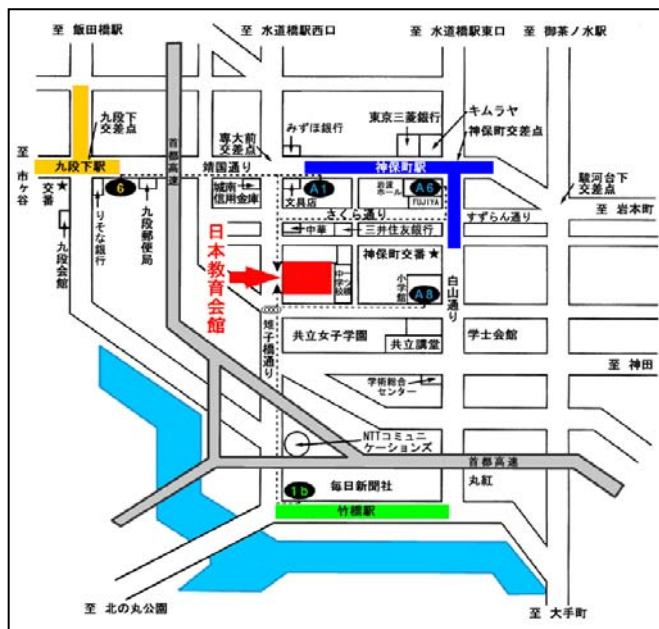 至 飯田橋駅
至 水道橋駅西口
至 水道橋駅東口
至 御茶ノ水駅
九段下
交差点
首都高速
専大前
交差点
みずほ銀行
東京三菱銀行
キムラヤ
神保町交差点
至 市ヶ谷
九段下駅
靖国通り
神保町駅
駿河台下
交差点
交番★
6
城南
信用金庫
A1
文具店
岩波
ホール
A6
FUJIYA
さくら通り
すずらん通り
至 岩本町
九段会館
りそな銀行
九段郵便局
日本教育会館
中華
三井住友銀行
神保町交番★
一ツ橋
中学校
小学館
A8
白山通り
雉子橋通り
共立女子学園
共立講堂
学士会館
至 神田
学術総合
センター
NTTコミュニ
ケーションズ
首都高速
1b
毎日新聞社
丸紅
竹橋駅
至 北の丸公園
至 大手町